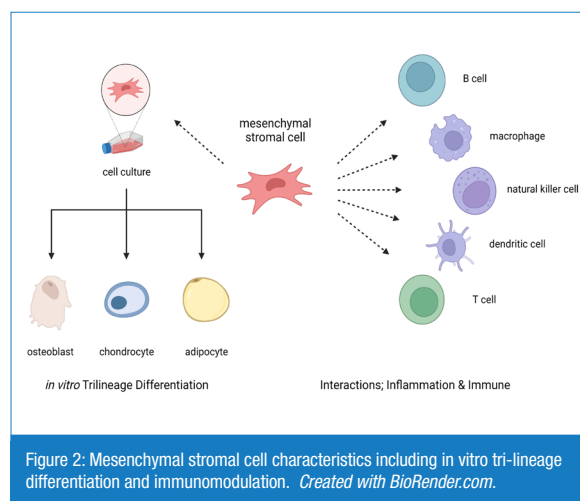 mesenchymal
stromal cell
cell culture
osteoblast
chondrocyte
adipocyte
in vitro Trilineage Differentiation
B cell
macrophage
natural killer cell
dendritic cell
T cell
Interactions; Inflammation & Immune
Figure 2: Mesenchymal stromal cell characteristics including in vitro tri-lineage
differentiation and immunomodulation. Created with BioRender.com.